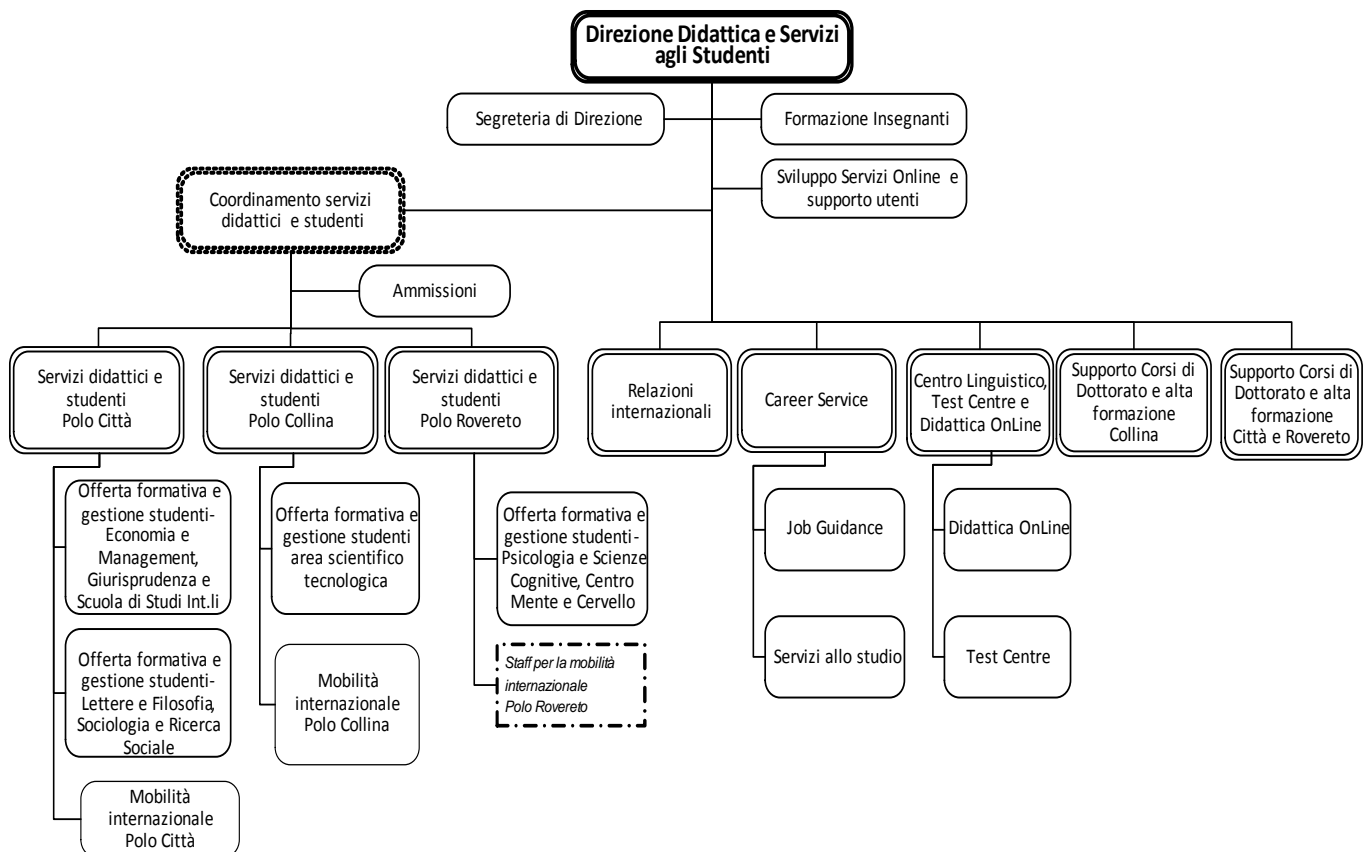 Direzione Didattica e Servizi
agli Studenti
Segreteria di Direzione
Formazione Insegnanti
Sviluppo Servizi Online e
supporto utenti
Coordinamento servizi
didattici e studenti
Ammissioni
Servizi didattici e
studenti
Polo Città
Servizi didattici e
studenti
Polo Collina
Servizi didattici e
studenti
Polo Rovereto
Relazioni
internazionali
Career Service
Centro Linguistico,
Test Centre e
Didattica OnLine
Supporto Corsi di
Dottorato e alta
formazione
Collina
Supporto Corsi di
Dottorato e alta
formazione
Città e Rovereto
Offerta formativa e
gestione studenti-
Economia e
Management,
Giurisprudenza e
Scuola di Studi Int.li
Offerta formativa e
gestione studenti-
Lettere e Filosofia,
Sociologia e Ricerca
Sociale
Mobilità
internazionale
Polo Città
Offerta formativa e
gestione studenti
area scientifico
tecnologica
Mobilità
internazionale
Polo Collina
Offerta formativa e
gestione studenti-
Psicologia e Scienze
Cognitive, Centro
Mente e Cervello
Staff per la mobilità
internazionale
Polo Rovereto
Job Guidance
Servizi allo studio
Didattica OnLine
Test Centre